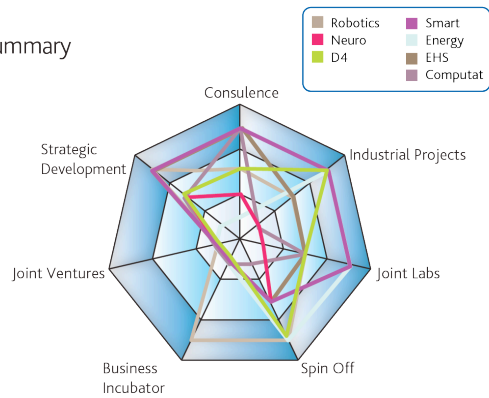 ummary
Robotics
Neuro
D4
Smart
Energy
EHS
Computat
Consulence
Industrial Projects
Joint Labs
Spin Off
Business
Incubator
Joint Ventures
Strategic
Development